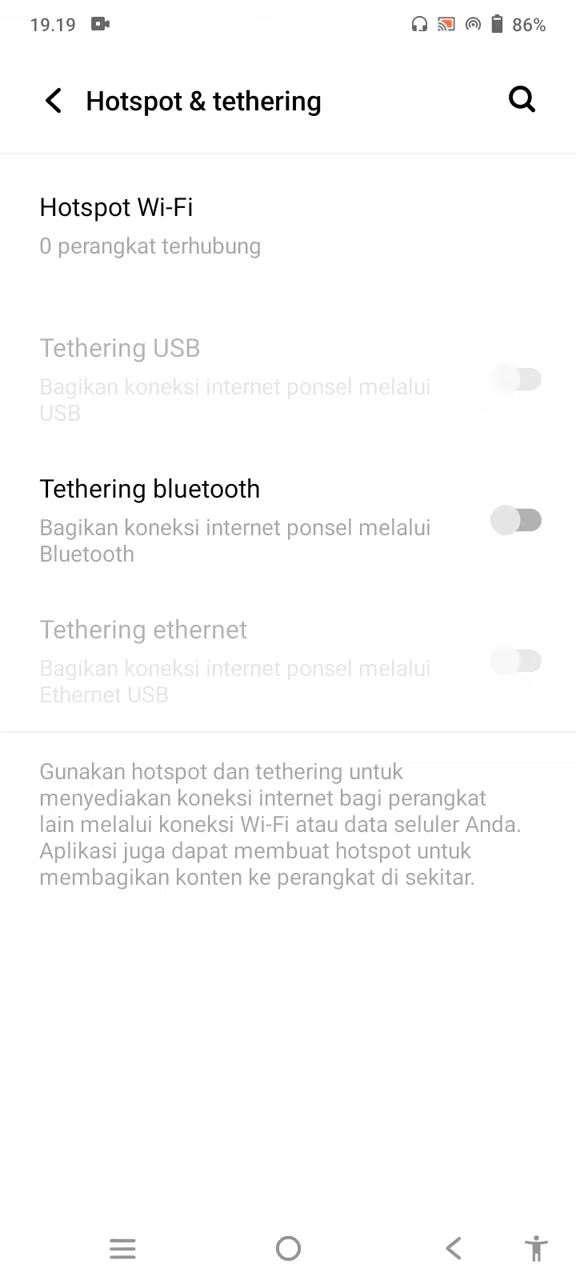 19.19
86%
Hotspot & tethering
Hotspot Wi-Fi
0 perangkat terhubung
Tethering USB
Bagikan koneksi internet ponsel melalui
USB
Tethering bluetooth
Bagikan koneksi internet ponsel melalui
Bluetooth
Tethering ethernet
Bagikan koneksi internet ponsel melalui
Ethernet USB
Gunakan hotspot dan tethering untuk
menyediakan koneksi internet bagi perangkat
lain melalui koneksi Wi-Fi atau data seluler Anda.
Aplikasi juga dapat membuat hotspot untuk
membagikan konten ke perangkat di sekitar.